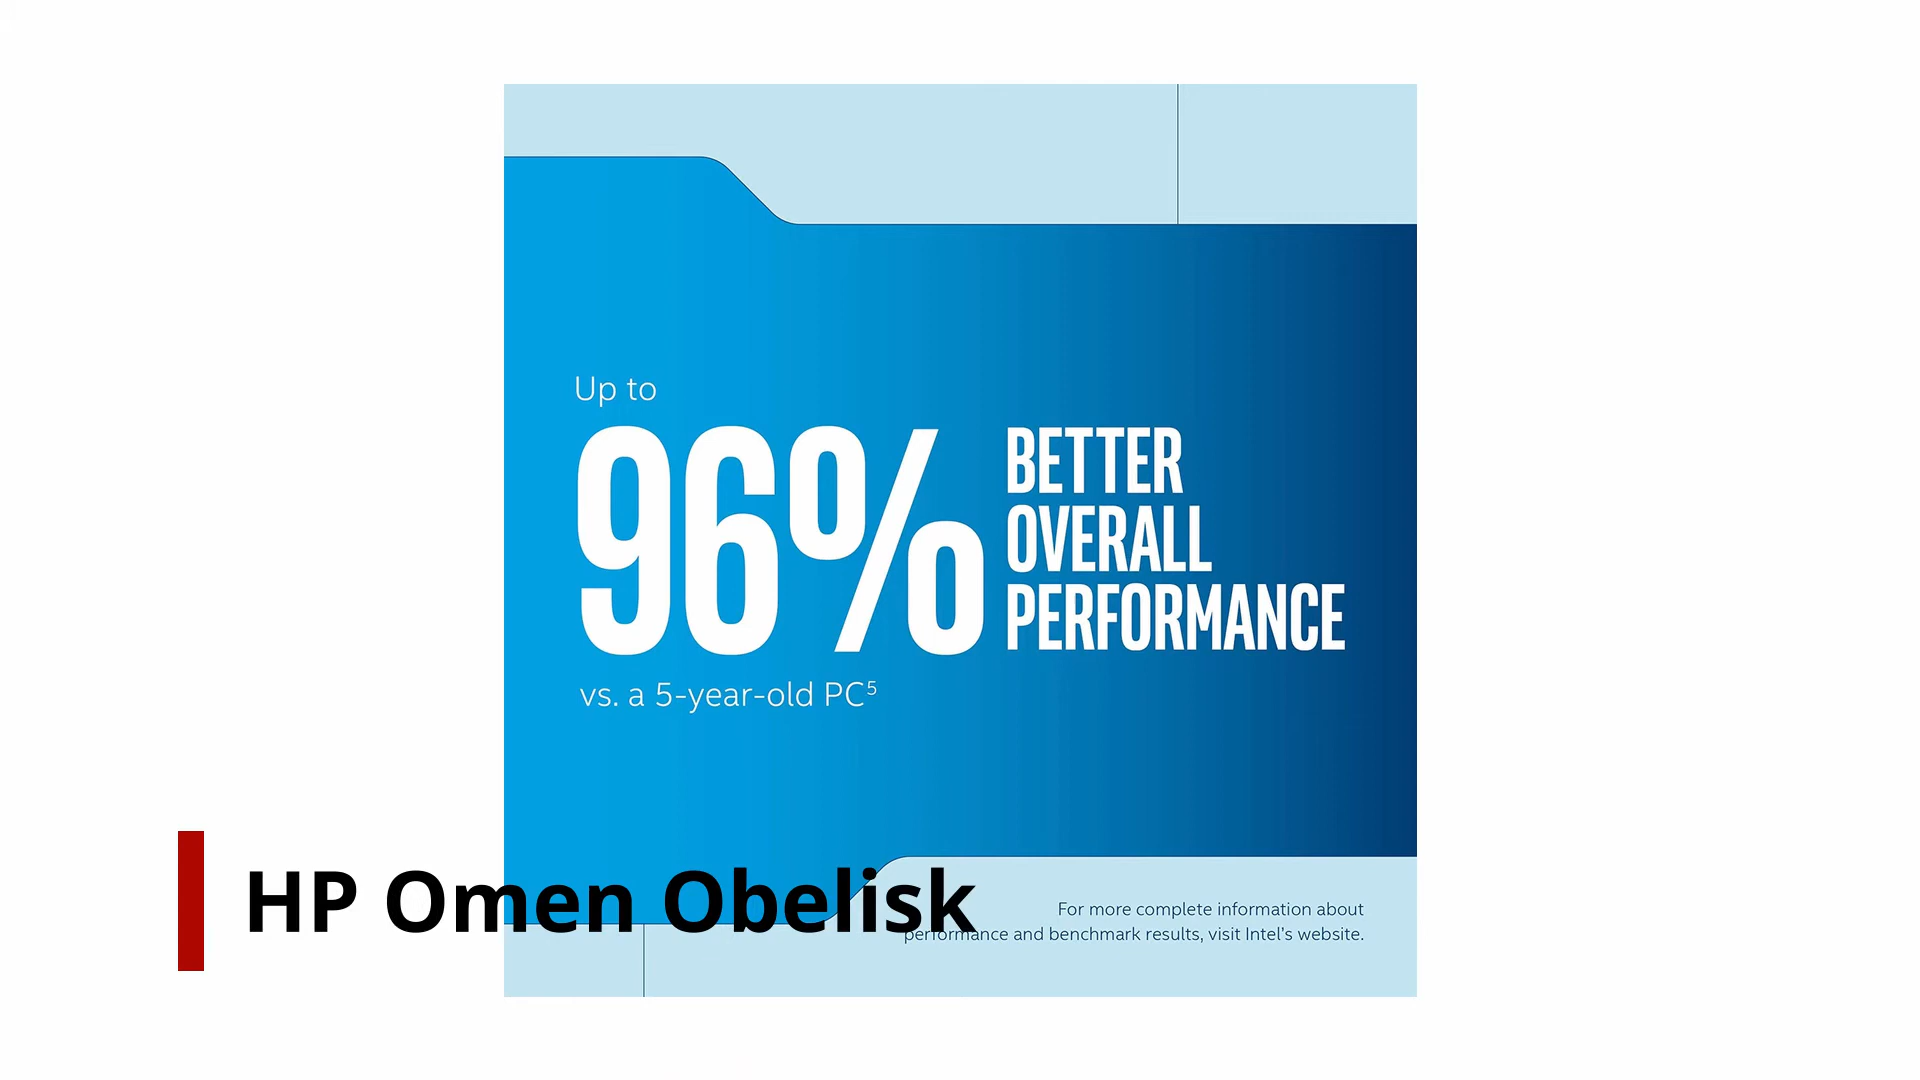 Up to
96% BETTER
OVERALL
PERFORMANCE
vs. a 5-year-old PC⁵
HP Omen Obelisk
For more complete information about
performance and benchmark results, visit Intel's website.